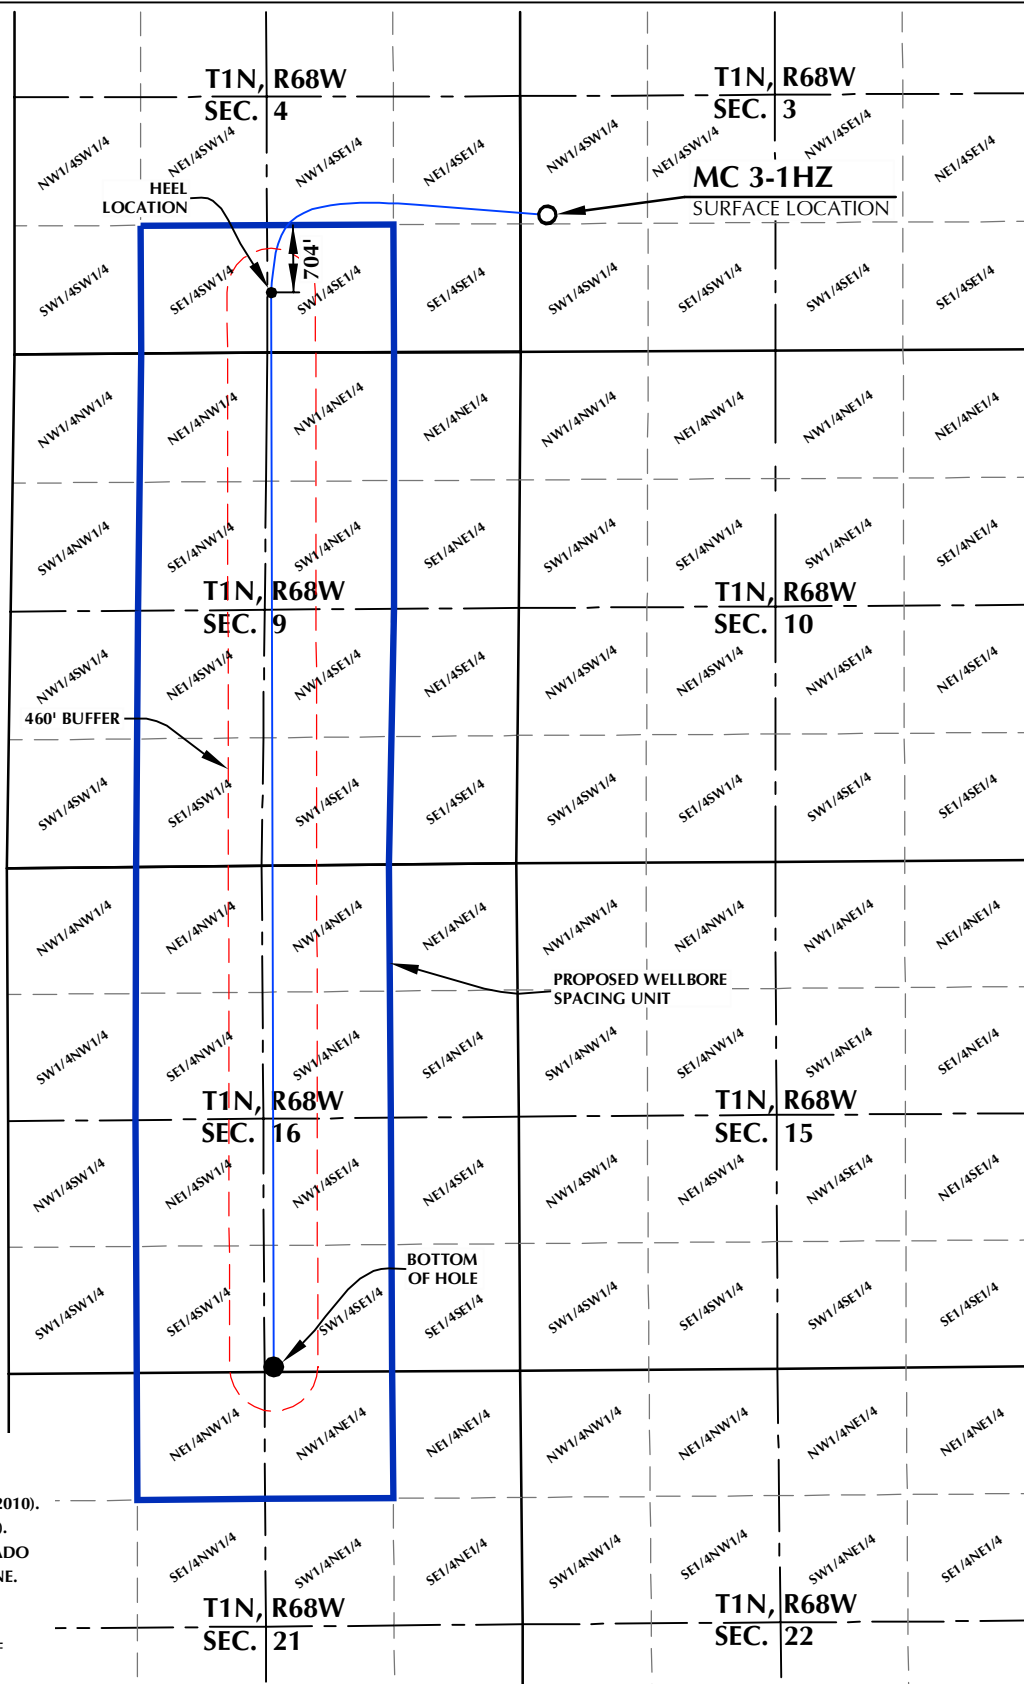 T1N, R68W
SEC. 4
T1N, R68W
SEC. 3
NW1/4SW1/4
NE1/4SW1/4
NW1/4SE1/4
NE1/4SE1/4
NW1/4SW1/4
NE1/4SW1/4
NW1/4SE1/4
NE1/4SE1/4
HEEL
LOCATION
MC 3-1HZ
SURFACE LOCATION
704'
SW1/4SW1/4
SE1/4SW1/4
SW1/4SE1/4
SE1/4SE1/4
SW1/4SW1/4
SE1/4SW1/4
SW1/4SE1/4
SE1/4SE1/4
NW1/4NW1/4
NE1/4NW1/4
NW1/4NE1/4
NE1/4NE1/4
NW1/4NW1/4
NE1/4NW1/4
NW1/4NE1/4
NE1/4NE1/4
SW1/4NW1/4
SE1/4NW1/4
SW1/4NE1/4
SE1/4NE1/4
SW1/4NW1/4
SE1/4NW1/4
SW1/4NE1/4
SE1/4NE1/4
T1N, R68W
SEC. 9
T1N, R68W
SEC. 10
NW1/4SW1/4
NE1/4SW1/4
NW1/4SE1/4
NE1/4SE1/4
NW1/4SW1/4
NE1/4SW1/4
NW1/4SE1/4
NE1/4SE1/4
460' BUFFER
SW1/4SW1/4
SE1/4SW1/4
SW1/4SE1/4
SE1/4SE1/4
SW1/4SW1/4
SE1/4SW1/4
SW1/4SE1/4
SE1/4SE1/4
NW1/4NW1/4
NE1/4NW1/4
NW1/4NE1/4
NE1/4NE1/4
NW1/4NW1/4
NE1/4NW1/4
NW1/4NE1/4
NE1/4NE1/4
PROPOSED WELLBORE
SPACING UNIT
SW1/4NW1/4
SE1/4NW1/4
SW1/4NE1/4
SE1/4NE1/4
SW1/4NW1/4
SE1/4NW1/4
SW1/4NE1/4
SE1/4NE1/4
T1N, R68W
SEC. 16
T1N, R68W
SEC. 15
NW1/4SW1/4
NE1/4SW1/4
NW1/4SE1/4
NE1/4SE1/4
NW1/4SW1/4
NE1/4SW1/4
NW1/4SE1/4
NE1/4SE1/4
BOTTOM
OF HOLE
SW1/4SW1/4
SE1/4SW1/4
SW1/4SE1/4
SE1/4SE1/4
SW1/4SW1/4
SE1/4SW1/4
SW1/4SE1/4
SE1/4SE1/4
NE1/4NW1/4
NW1/4NE1/4
NE1/4NE1/4
NW1/4NW1/4
NE1/4NW1/4
NW1/4NE1/4
NE1/4NE1/4
2010).
).
ADO
NE.
SE1/4NW1/4
SW1/4NE1/4
SE1/4NE1/4
SW1/4NW1/4
SE1/4NW1/4
SW1/4NE1/4
SE1/4NE1/4
T1N, R68W
SEC. 21
T1N, R68W
SEC. 22